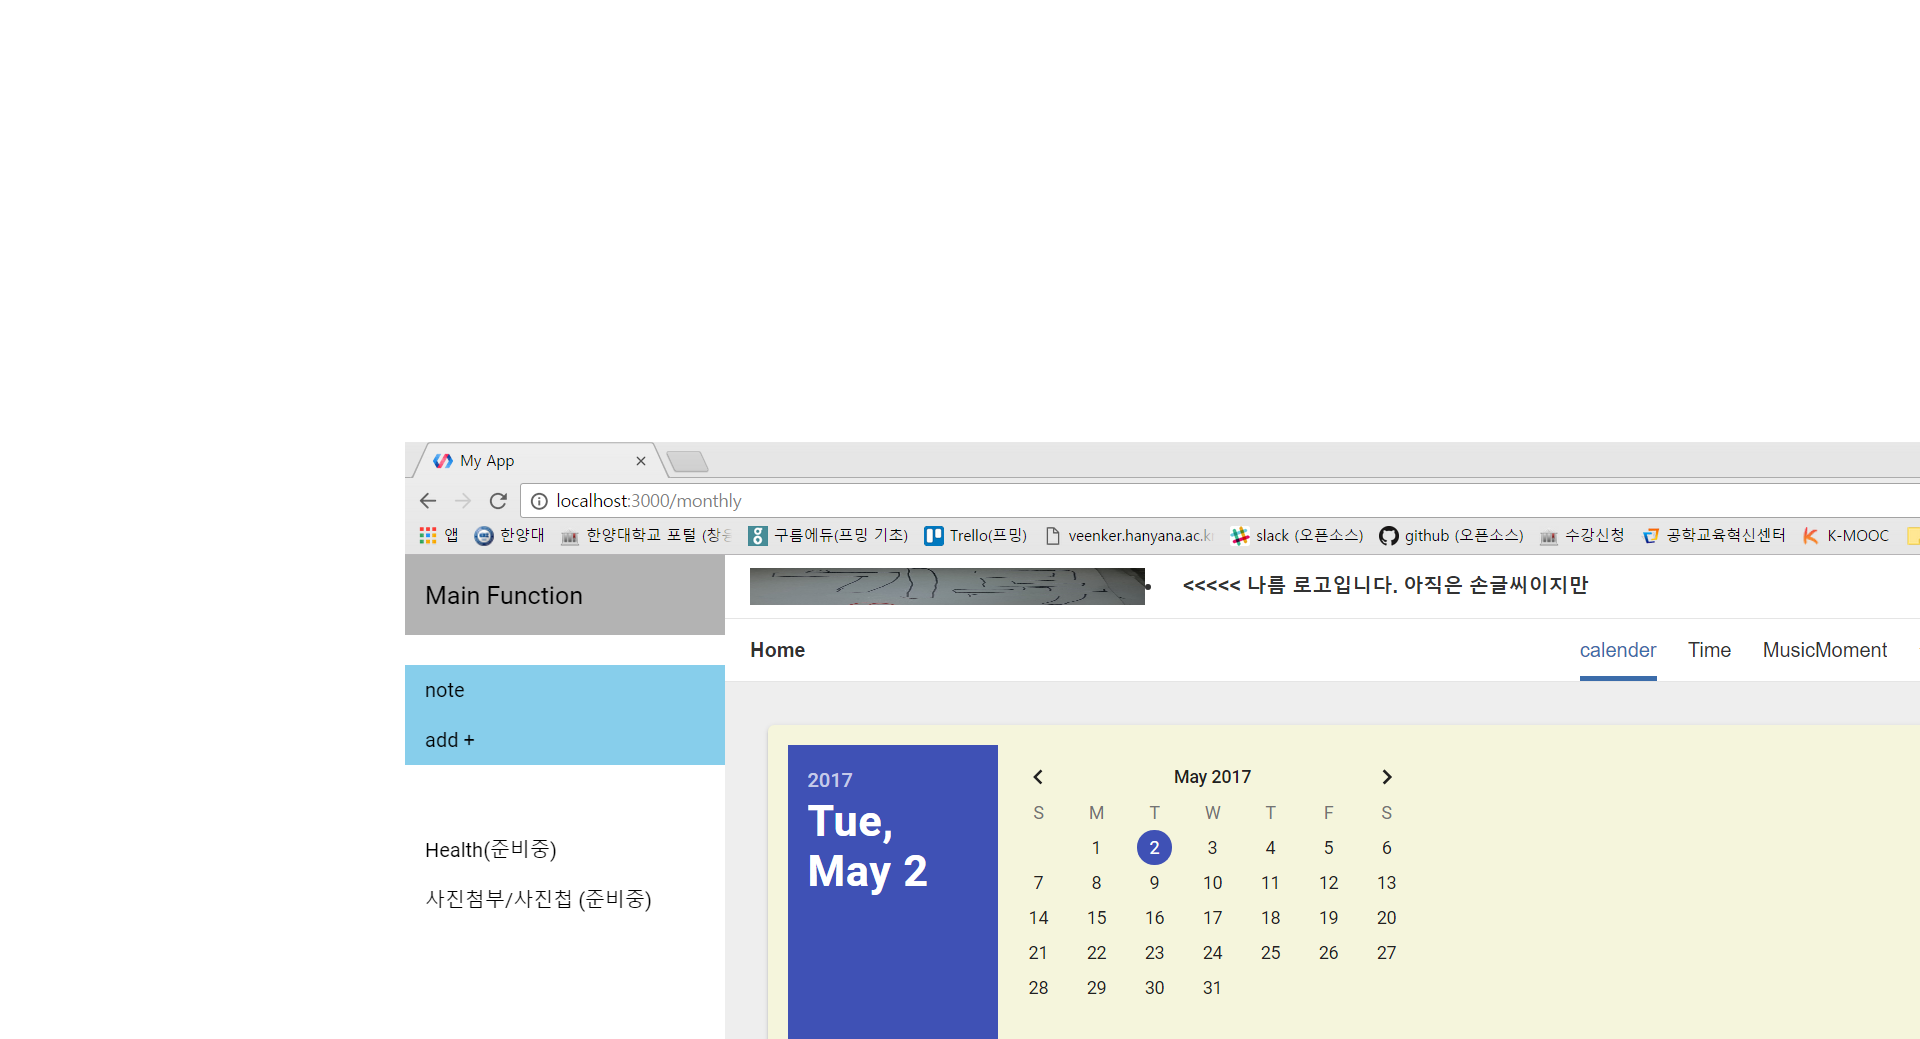 My App
localhost:3000/monthly
앱 한양대 한양대학교 포털 구름에듀(프밍 기초) Trello(프밍) veenker.hanyana.ac.k slack (오픈소스) github (오픈소스) 수강신청 공학교육혁신센터 K-MOOC
Main Function
<<<<< 나름 로고입니다. 아직은 손글씨이지만
Home calender Time MusicMoment
note
add +
Health(준비중)
사진첨부/사진첩 (준비중)
2017
Tue,
May 2
May 2017
S M T W T F S
1 2 3 4 5 6
7 8 9 10 11 12 13
14 15 16 17 18 19 20
21 22 23 24 25 26 27
28 29 30 31